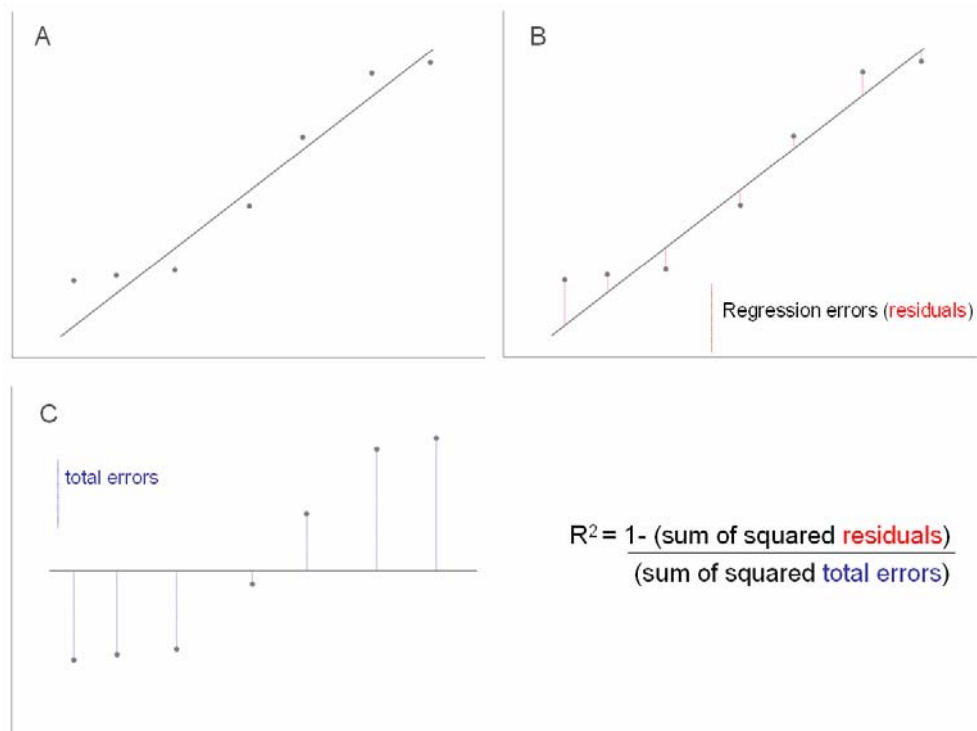 A
B
Regression errors (residuals)
C
total errors
R² = 1- (sum of squared residuals)
(sum of squared total errors)